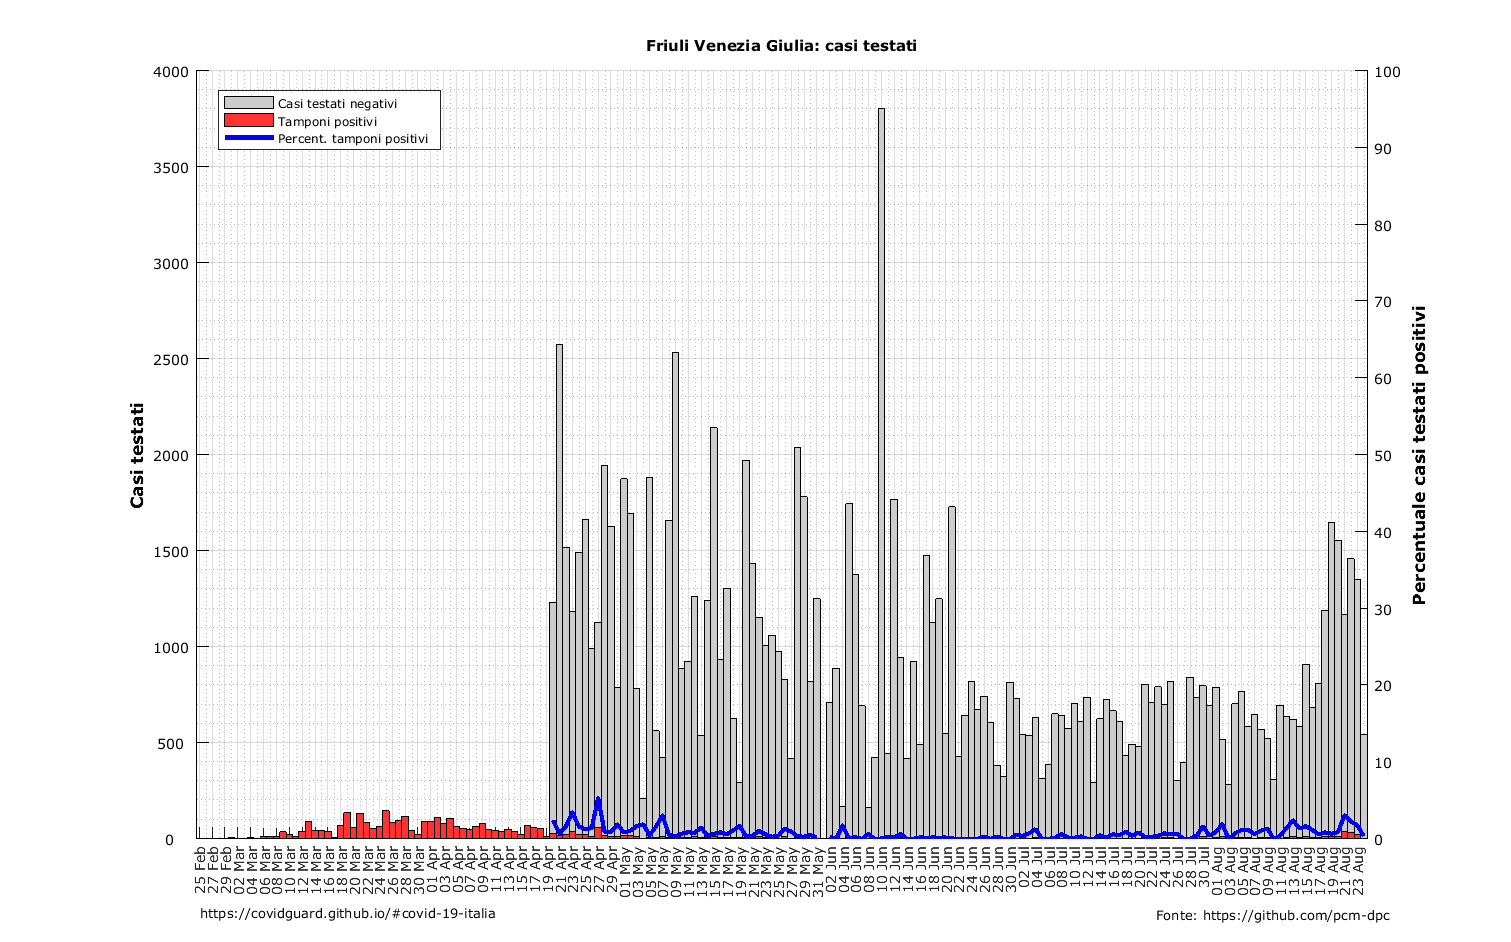 Friuli Venezia Giulia: casi testati
Casi testati negativi
Tamponi positivi
Percent. tamponi positivi
Casi testati
4000
3500
3000
2500
2000
1500
1000
500
0
100
90
80
70
60
50
40
30
20
10
0
Percentuale casi testati positivi
25 Feb
27 Feb
29 Feb
02 Mar
04 Mar
06 Mar
08 Mar
10 Mar
12 Mar
14 Mar
16 Mar
18 Mar
20 Mar
22 Mar
24 Mar
26 Mar
28 Mar
30 Mar
01 Apr
03 Apr
05 Apr
07 Apr
09 Apr
11 Apr
13 Apr
15 Apr
17 Apr
19 Apr
21 Apr
23 Apr
25 Apr
27 Apr
29 Apr
01 May
03 May
05 May
07 May
09 May
11 May
13 May
15 May
17 May
19 May
21 May
23 May
25 May
27 May
29 May
31 May
02 Jun
04 Jun
06 Jun
08 Jun
10 Jun
12 Jun
14 Jun
16 Jun
18 Jun
20 Jun
22 Jun
24 Jun
26 Jun
28 Jun
30 Jun
02 Jul
04 Jul
06 Jul
08 Jul
10 Jul
12 Jul
14 Jul
16 Jul
18 Jul
20 Jul
22 Jul
24 Jul
26 Jul
28 Jul
30 Jul
01 Aug
03 Aug
05 Aug
07 Aug
09 Aug
11 Aug
13 Aug
15 Aug
17 Aug
19 Aug
21 Aug
23 Aug
https://covidguard.github.io/#covid-19-italia
Fonte: https://github.com/pcm-dpc